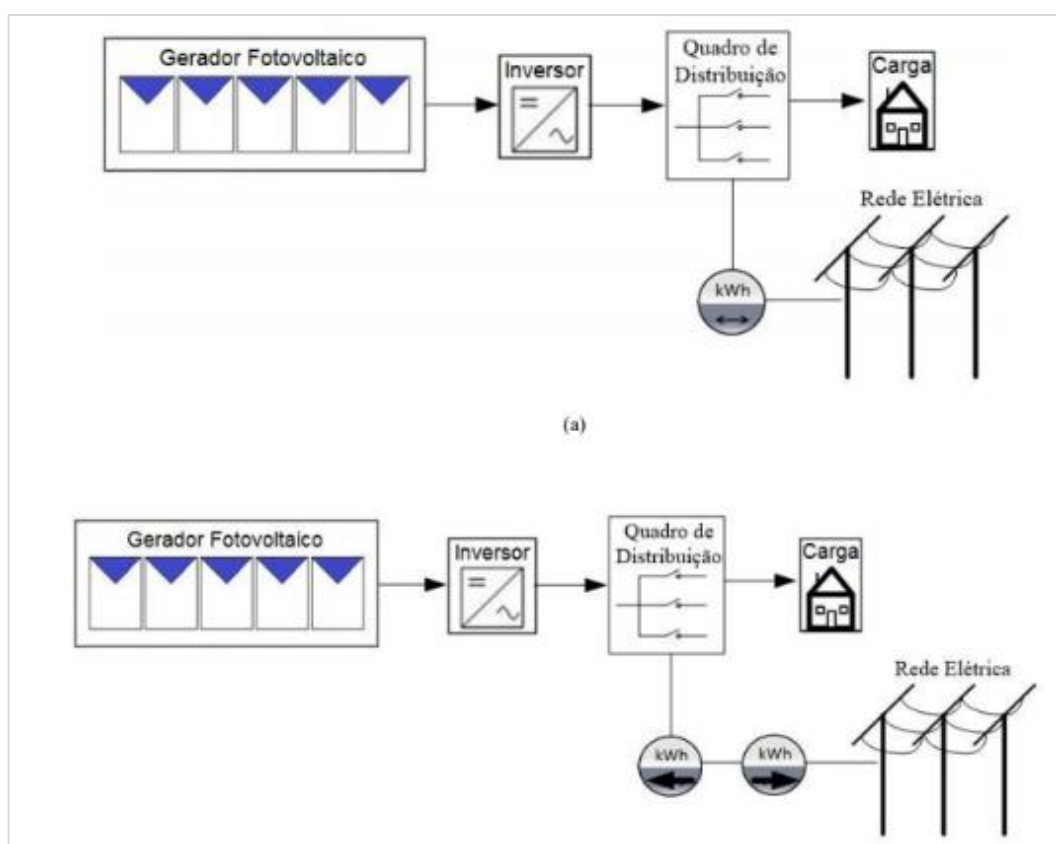 Gerador Fotovoltaico
Inversor
Quadro de
Distribuição
Carga
Rede Elétrica
kWh
(a)
Gerador Fotovoltaico
Inversor
Quadro de
Distribuição
Carga
Rede Elétrica
kWh
kWh